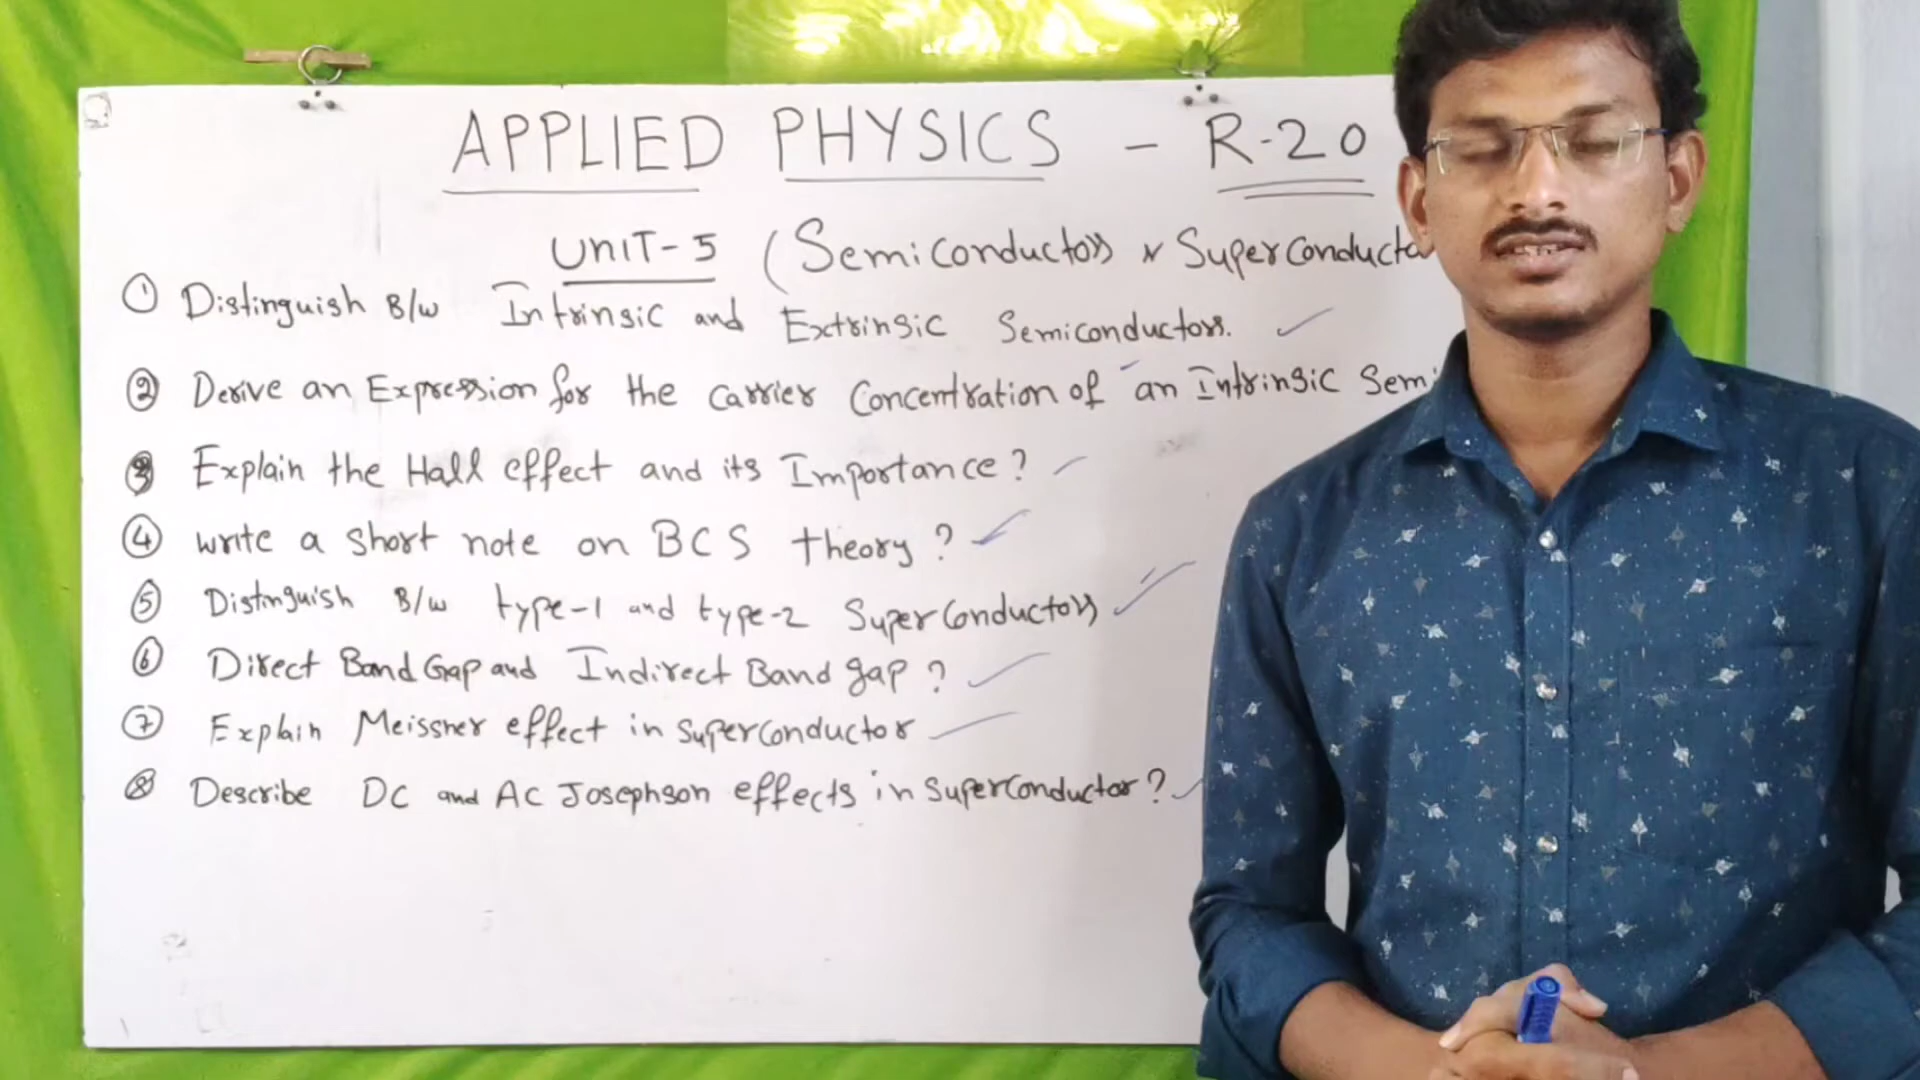 APPLIED PHYSICS - R-20
UNIT-5 (Semiconductors & Superconducto
① Distinguish B/w Intrinsic and Extrinsic Semiconductors.
② Derive an Expression for the carrier Concentration of an Intrinsic Semi
③ Explain the Hall effect and its Importance?
④ write a short note on BCS theory?
⑤ Distinguish B/w type-1 and type-2 SuperConductors
⑥ Direct Band Gap and Indirect Band gap?
⑦ Explain Meissner effect in superconductor
⑧ Describe DC and AC Josephson effects in Superconductor?